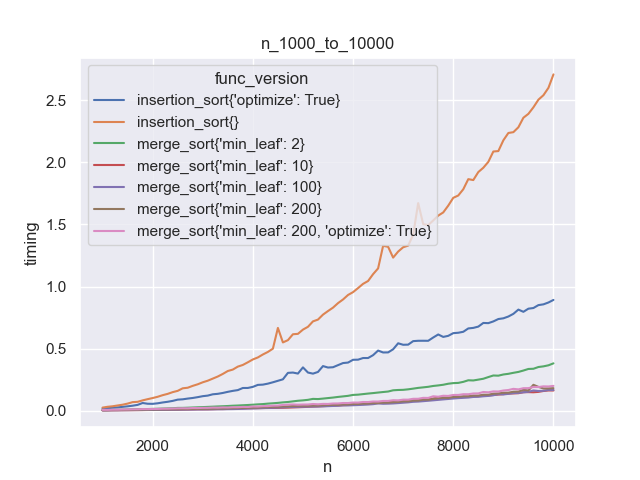 n_1000_to_10000
func_version
insertion_sort{'optimize': True}
insertion_sort{}
merge_sort{'min_leaf': 2}
merge_sort{'min_leaf': 10}
merge_sort{'min_leaf': 100}
merge_sort{'min_leaf': 200}
merge_sort{'min_leaf': 200, 'optimize': True}
timing
2.5
2.0
1.5
1.0
0.5
0.0
2000
4000
6000
8000
10000
n